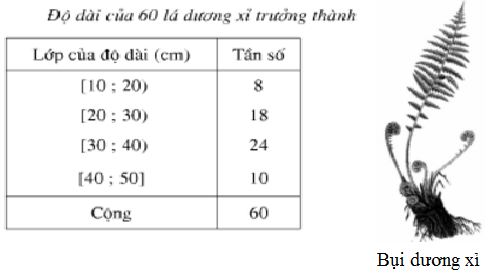 Độ dài của 60 lá dương xỉ trưởng thành
Lớp của độ dài (cm) Tần số
[10 ; 20) 8
[20 ; 30) 18
[30 ; 40) 24
[40 ; 50] 10
Cộng 60
Bụi dương xỉ